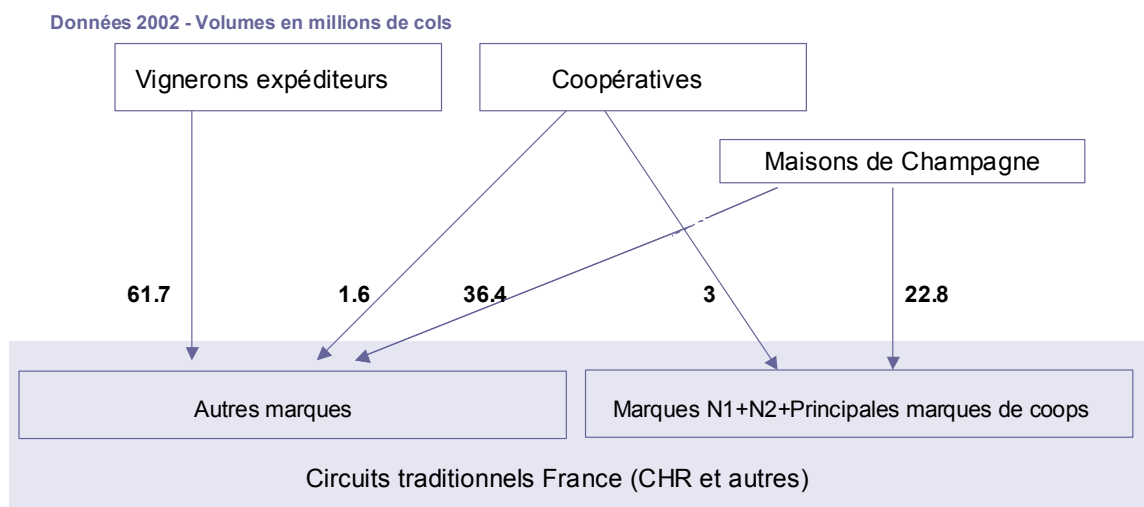 Données 2002 - Volumes en millions de cols
Vignerons expéditeurs
Coopératives
Maisons de Champagne
61.7
1.6
36.4
3
22.8
Autres marques
Marques N1+N2+Principales marques de coops
Circuits traditionnels France (CHR et autres)